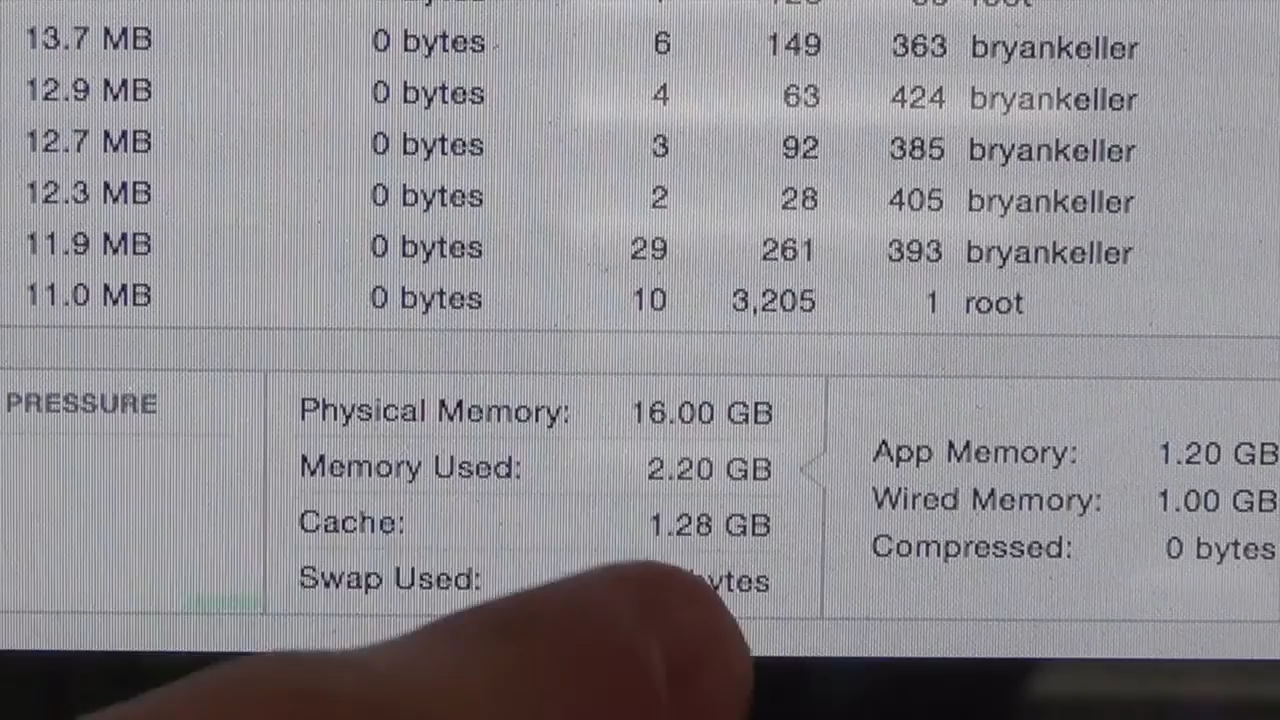 13.7 MB 0 bytes 6 149 363 bryankeller
12.9 MB 0 bytes 4 63 424 bryankeller
12.7 MB 0 bytes 3 92 385 bryankeller
12.3 MB 0 bytes 2 28 405 bryankeller
11.9 MB 0 bytes 29 261 393 bryankeller
11.0 MB 0 bytes 10 3,205 1 root
PRESSURE
Physical Memory: 16.00 GB
Memory Used: 2.20 GB
Cache: 1.28 GB
Swap Used:
App Memory: 1.20 GB
Wired Memory: 1.00 GB
Compressed: 0 bytes